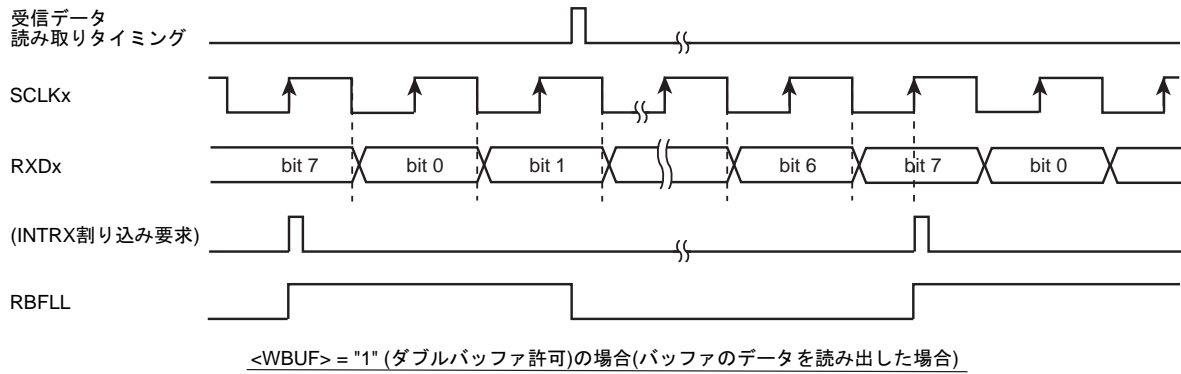 受信データ
読み取りタイミング
SCLKx
RXDx
bit 7
bit 0
bit 1
bit 6
bit 7
bit 0
(INTRX割り込み要求)
RBFLL
<WBUF> = "1" (ダブルバッファ許可)の場合(バッファのデータを読み出した場合)